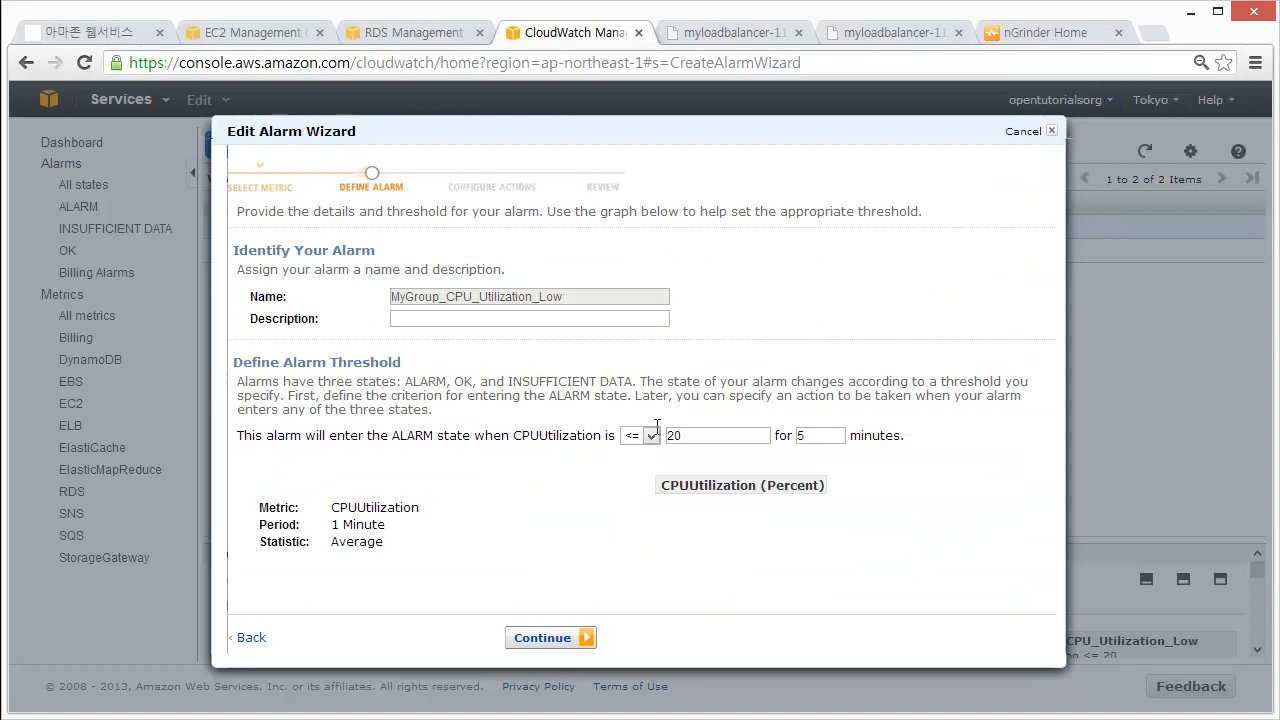 아마존 웹서비스
EC2 Management
RDS Management
CloudWatch Mana
myloadbalancer-11
myloadbalancer-11
nGrinder Home
https://console.aws.amazon.com/cloudwatch/home?region=ap-northeast-1#s=CreateAlarmWizard
Services
Edit
opentutorialsorg
Tokyo
Help
Dashboard
Alarms
All states
ALARM
INSUFFICIENT DATA
OK
Billing Alarms
Metrics
All metrics
Billing
DynamoDB
EBS
EC2
ELB
ElastiCache
ElasticMapReduce
RDS
SNS
SQS
StorageGateway
1 to 2 of 2 Items
Edit Alarm Wizard
Cancel
SELECT METRIC
DEFINE ALARM
CONFIGURE ACTIONS
REVIEW
Provide the details and threshold for your alarm. Use the graph below to help set the appropriate threshold.
Identify Your Alarm
Assign your alarm a name and description.
Name: MyGroup_CPU_Utilization_Low
Description:
Define Alarm Threshold
Alarms have three states: ALARM, OK, and INSUFFICIENT DATA. The state of your alarm changes according to a threshold you
specify. First, define the criterion for entering the ALARM state. Later, you can specify an action to be taken when your alarm
enters any of the three states.
This alarm will enter the ALARM state when CPUUtilization is <= 20 for 5 minutes.
CPUUtilization (Percent)
Metric: CPUUtilization
Period: 1 Minute
Statistic: Average
Back
Continue
CPU_Utilization_Low
<= 20
© 2008 - 2013, Amazon Web Services, Inc. or its affiliates. All rights reserved.
Privacy Policy
Terms of Use
Feedback